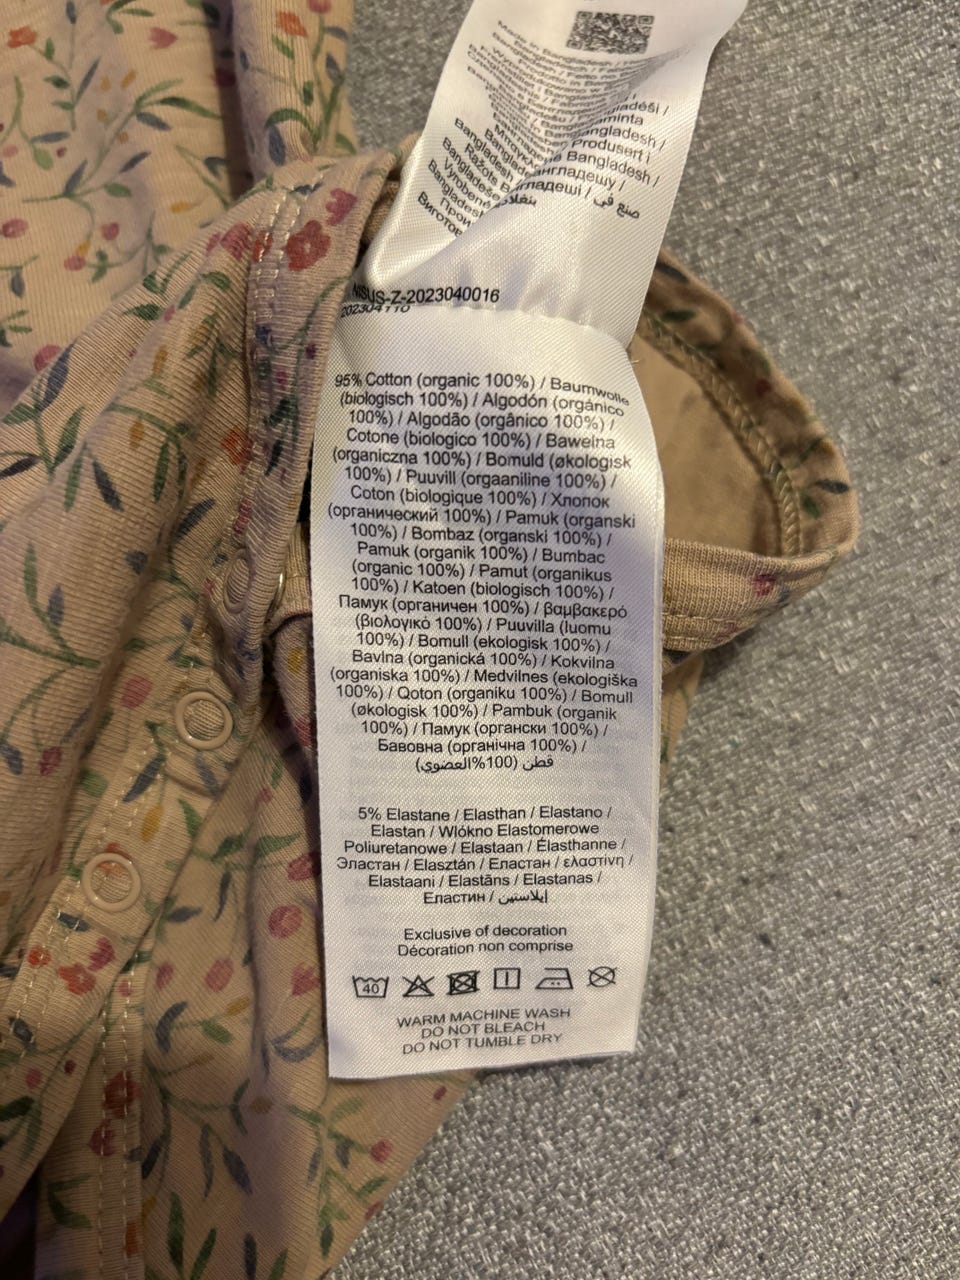 Made in Bangladesh /
Bangladesch /
Bangladesh /
Produsert i
Bangladesh /
صنع في /
بنغلاد
NISUS-Z-2023040016
202304110
95% Cotton (organic 100%) / Baumwolle
(biologisch 100%) / Algodón (orgánico
100%) / Algodão (orgânico 100%) /
Cotone (biologico 100%) / Bawełna
(organiczna 100%) / Bomuld (økologisk
100%) / Puuvill (orgaaniline 100%) /
Coton (biologique 100%) / Хлопок
(органический 100%) / Pamuk (organski
100%) / Bombaz (organski 100%) /
Pamuk (organik 100%) / Bumbac
(organic 100%) / Pamut (organikus
100%) / Katoen (biologisch 100%) /
Памук (органичен 100%) / βαμβακερό
(βιολογικό 100%) / Puuvilla (luomu
100%) / Bomull (ekologisk 100%) /
Bavlna (organická 100%) / Kokvilna
(organiska 100%) / Medvilnes (ekologiška
100%) / Qoton (organiku 100%) / Bomull
(økologisk 100%) / Pambuk (organik
100%) / Памук (органски 100%) /
Бавовна (органічна 100%) /
قطن (100%العضوي)
5% Elastane / Elasthan / Elastano /
Elastan / Włókno Elastomerowe
Poliuretanowe / Elastaan / Élasthanne /
Эластан / Elasztán / Еластан / ελαστίνη /
Elastaani / Elastāns / Elastanas /
Еластин / إيلاستين
Exclusive of decoration
Décoration non comprise
40
WARM MACHINE WASH
DO NOT BLEACH
DO NOT TUMBLE DRY